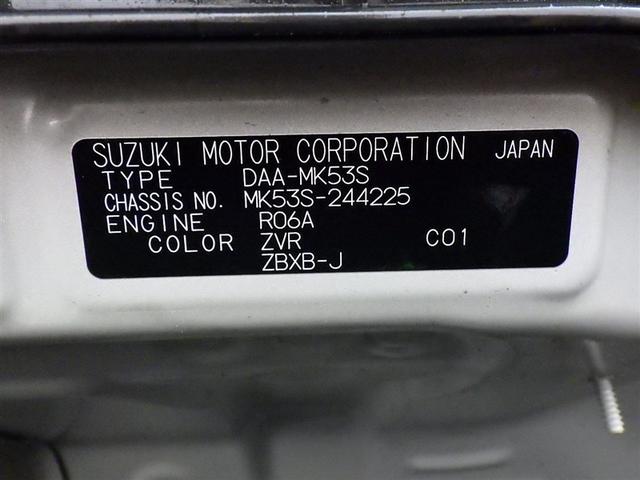 SUZUKI MOTOR CORPORATION JAPAN
TYPE DAA-MK53S
CHASSIS NO. MK53S-244225
ENGINE R06A
COLOR ZVR C01
ZBXB-J